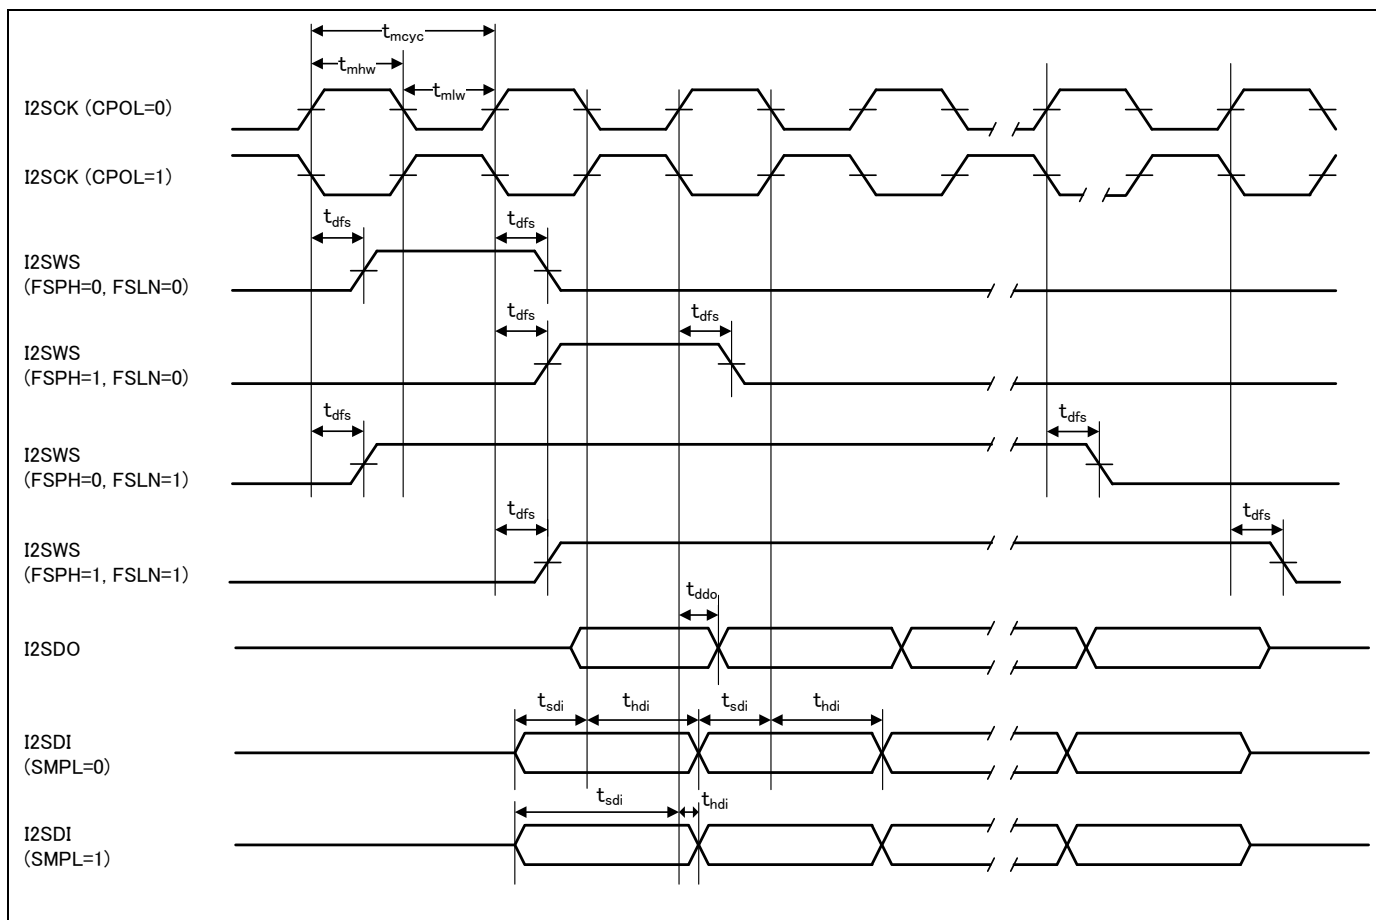 tmcyc
tmhw
tmlw
I2SCK (CPOL=0)
I2SCK (CPOL=1)
tdfs tdfs
I2SWS
(FSPH=0, FSLN=0)
tdfs tdfs
I2SWS
(FSPH=1, FSLN=0)
tdfs tdfs
I2SWS
(FSPH=0, FSLN=1)
tdfs tdfs
I2SWS
(FSPH=1, FSLN=1)
tddo
I2SDO
tsdi thdi tsdi thdi
I2SDI
(SMPL=0)
tsdi thdi
I2SDI
(SMPL=1)